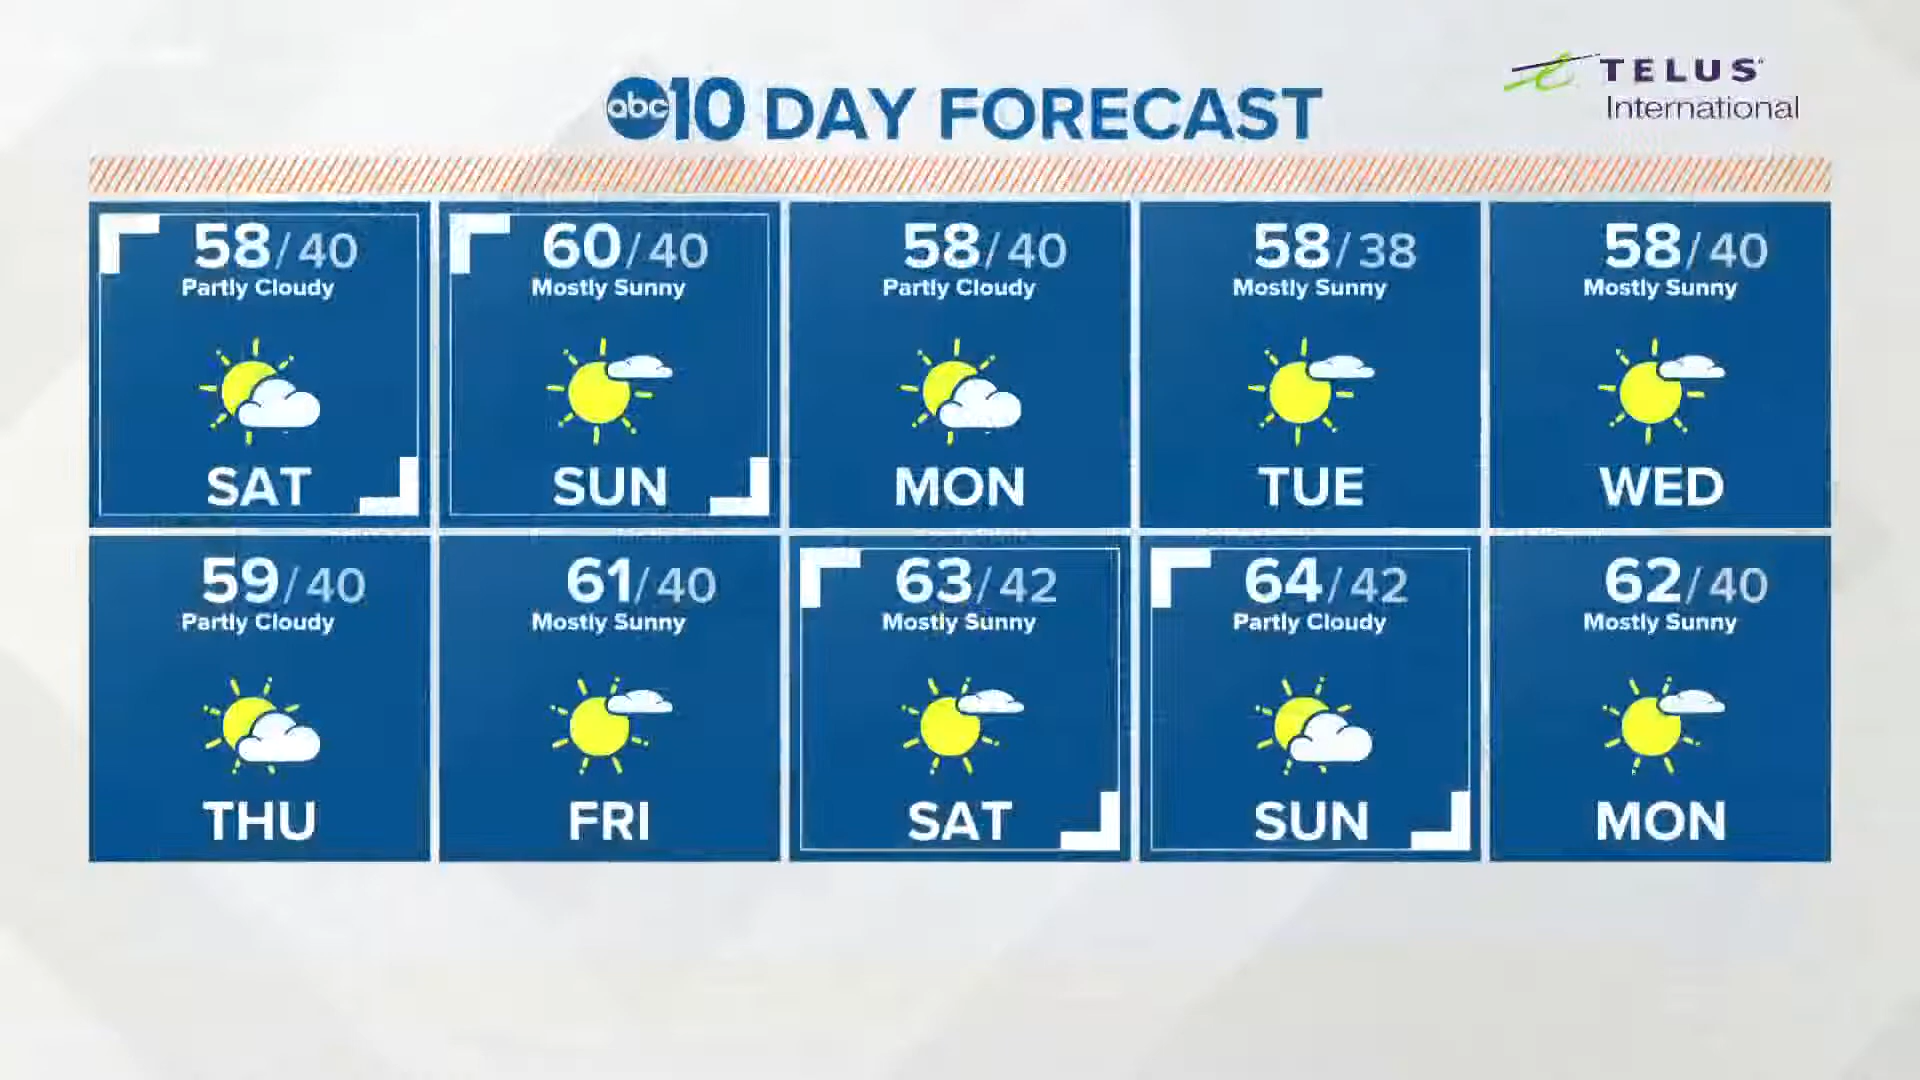 abc10 DAY FORECAST
TELUS
International
58/40
Partly Cloudy
SAT
60/40
Mostly Sunny
SUN
58/40
Partly Cloudy
MON
58/38
Mostly Sunny
TUE
58/40
Mostly Sunny
WED
59/40
Partly Cloudy
THU
61/40
Mostly Sunny
FRI
63/42
Mostly Sunny
SAT
64/42
Partly Cloudy
SUN
62/40
Mostly Sunny
MON